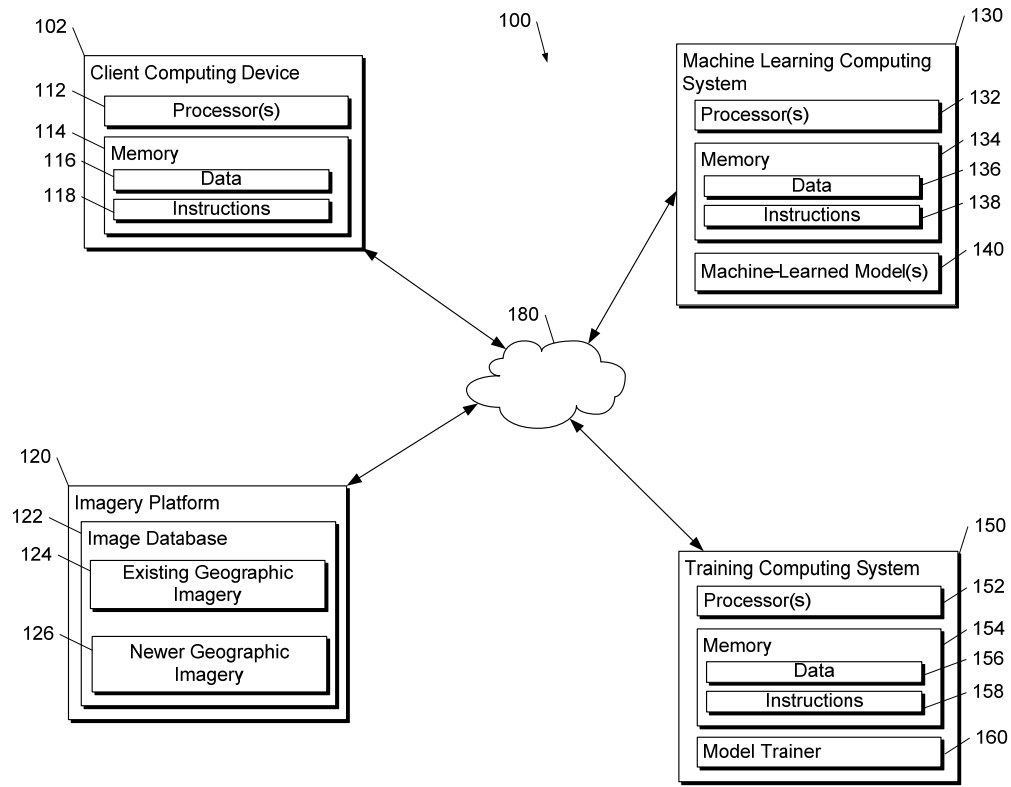 100
102
Client Computing Device
112
Processor(s)
114
Memory
116
Data
118
Instructions
130
Machine Learning Computing
System
Processor(s)
132
134
Memory
Data
136
Instructions
138
140
Machine-Learned Model(s)
180
120
Imagery Platform
122
Image Database
124
Existing Geographic
Imagery
126
Newer Geographic
Imagery
150
Training Computing System
152
Processor(s)
154
Memory
Data
156
Instructions
158
Model Trainer
160